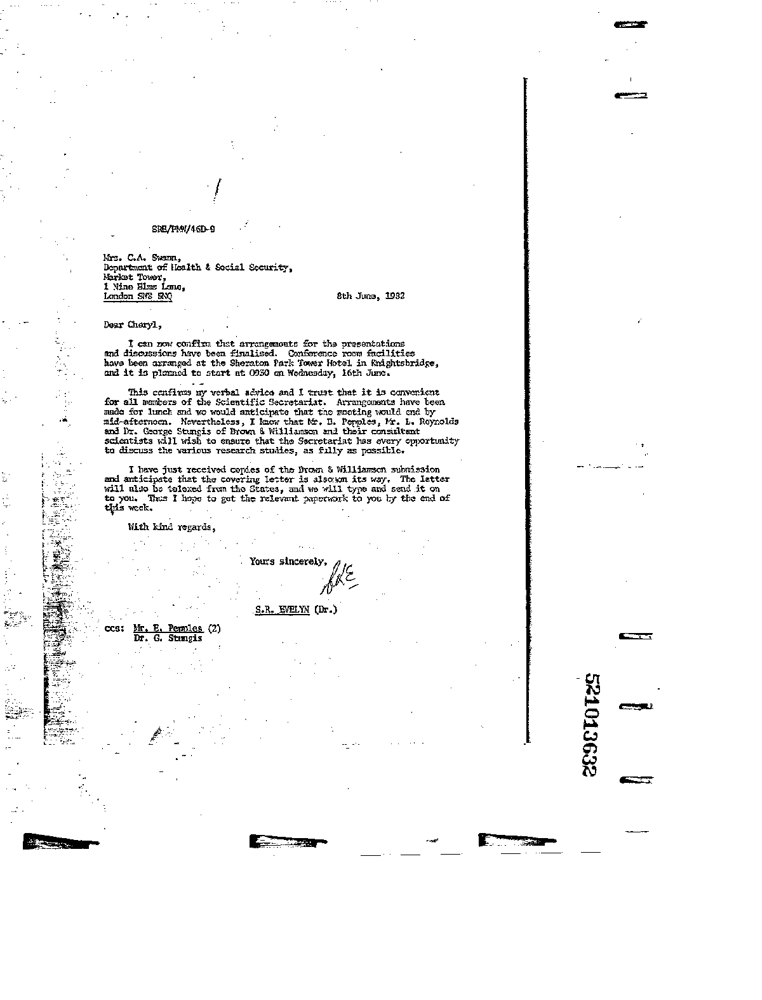 SRE/PMW/46D-9
Mrs. C.A. Swann,
Department of Health & Social Security,
Market Tower,
1 Nine Elms Lane,
London SW8 5NQ
8th June, 1982
Dear Cheryl,
I can now confirm that arrangements for the presentations
and discussions have been finalised. Conference room facilities
have been arranged at the Sheraton Park Tower Hotel in Knightsbridge,
and it is planned to start at 0930 on Wednesday, 16th June.
This confirms my verbal advice and I trust that it is convenient
for all members of the Scientific Secretariat. Arrangements have been
made for lunch and we would anticipate that the meeting would end by
mid-afternoon. Nevertheless, I know that Mr. Pepples, Mr. L. Reynolds
and Dr. George Stungis of Brown & Williamson and their consultant
scientists will wish to ensure that the Secretariat has every opportunity
to discuss the various research studies, as fully as possible.
I have just received copies of the Brown & Williamson submission
and anticipate that the covering letter is also on its way. The letter
will also be telexed from the States, and we will type and send it on
to you. Thus I hope to get the relevant paperwork to you by the end of
this week.
With kind regards,
Yours sincerely,
SRE
S.R. EVELYN (Dr.)
ccs: Mr. E. Pepples (2)
Dr. G. Stungis
521013632